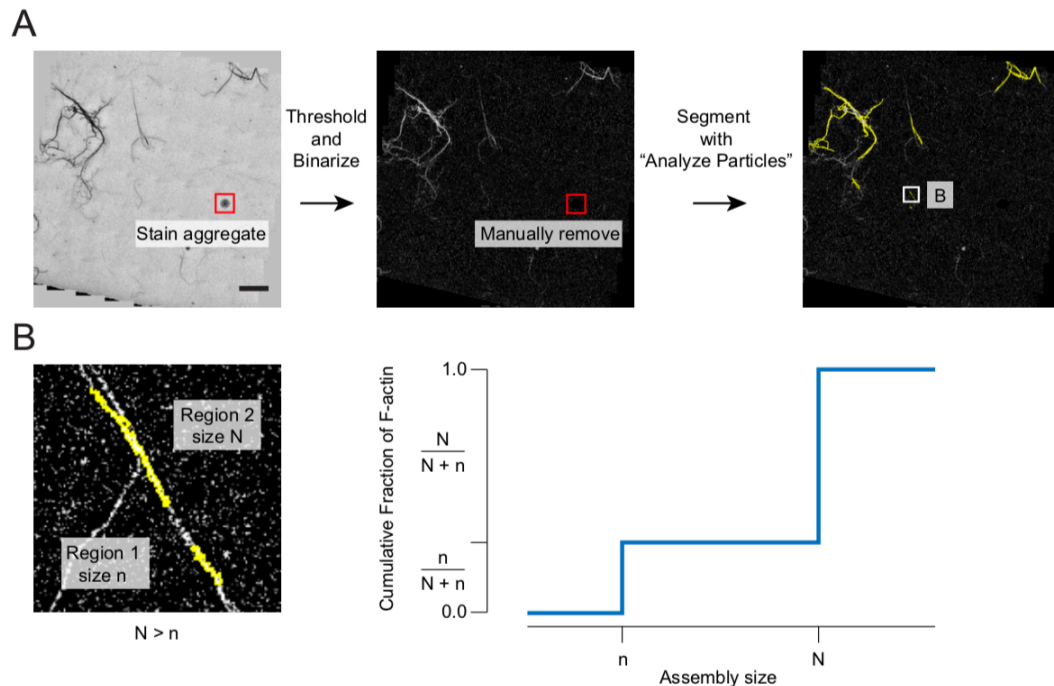 A
Stain aggregate
Threshold
and
Binarize
Manually remove
Segment
with
“Analyze Particles”
B
B
Region 2
size N
Region 1
size n
N > n
Cumulative Fraction of F-actin
1.0
N
N + n
n
N + n
0.0
n
N
Assembly size